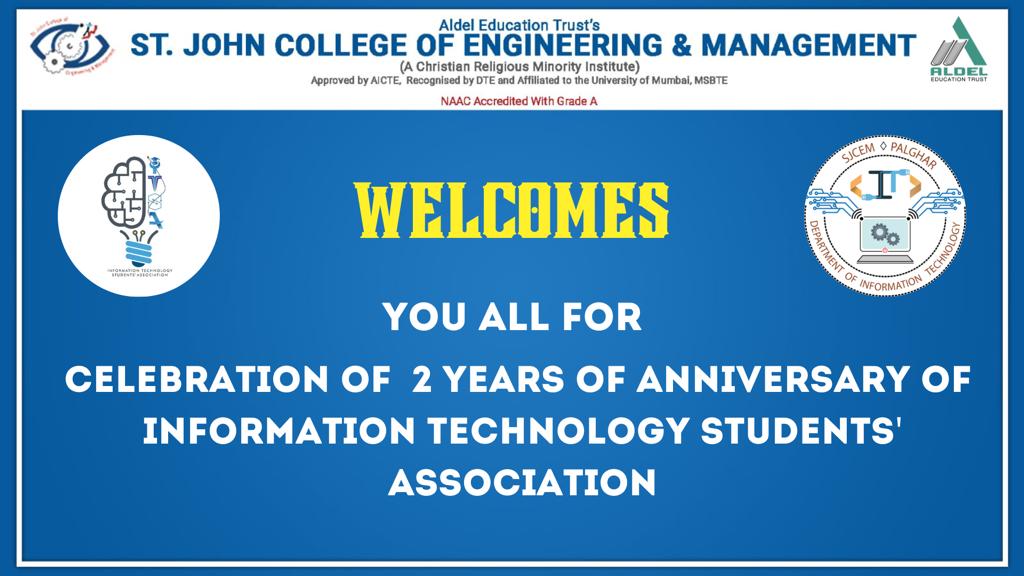 Aldel Education Trust's
ST. JOHN COLLEGE OF ENGINEERING & MANAGEMENT
(A Christian Religious Minority Institute)
Approved by AICTE, Recognised by DTE and Affiliated to the University of Mumbai, MSBTE
NAAC Accredited With Grade A
ALDEL
EDUCATION TRUST
ITSA
INFORMATION TECHNOLOGY
STUDENTS' ASSOCIATION
WELCOMES
SJCEM ◊ PALGHAR
IT
DEPARTMENT OF INFORMATION TECHNOLOGY
YOU ALL FOR
CELEBRATION OF 2 YEARS OF ANNIVERSARY OF
INFORMATION TECHNOLOGY STUDENTS'
ASSOCIATION